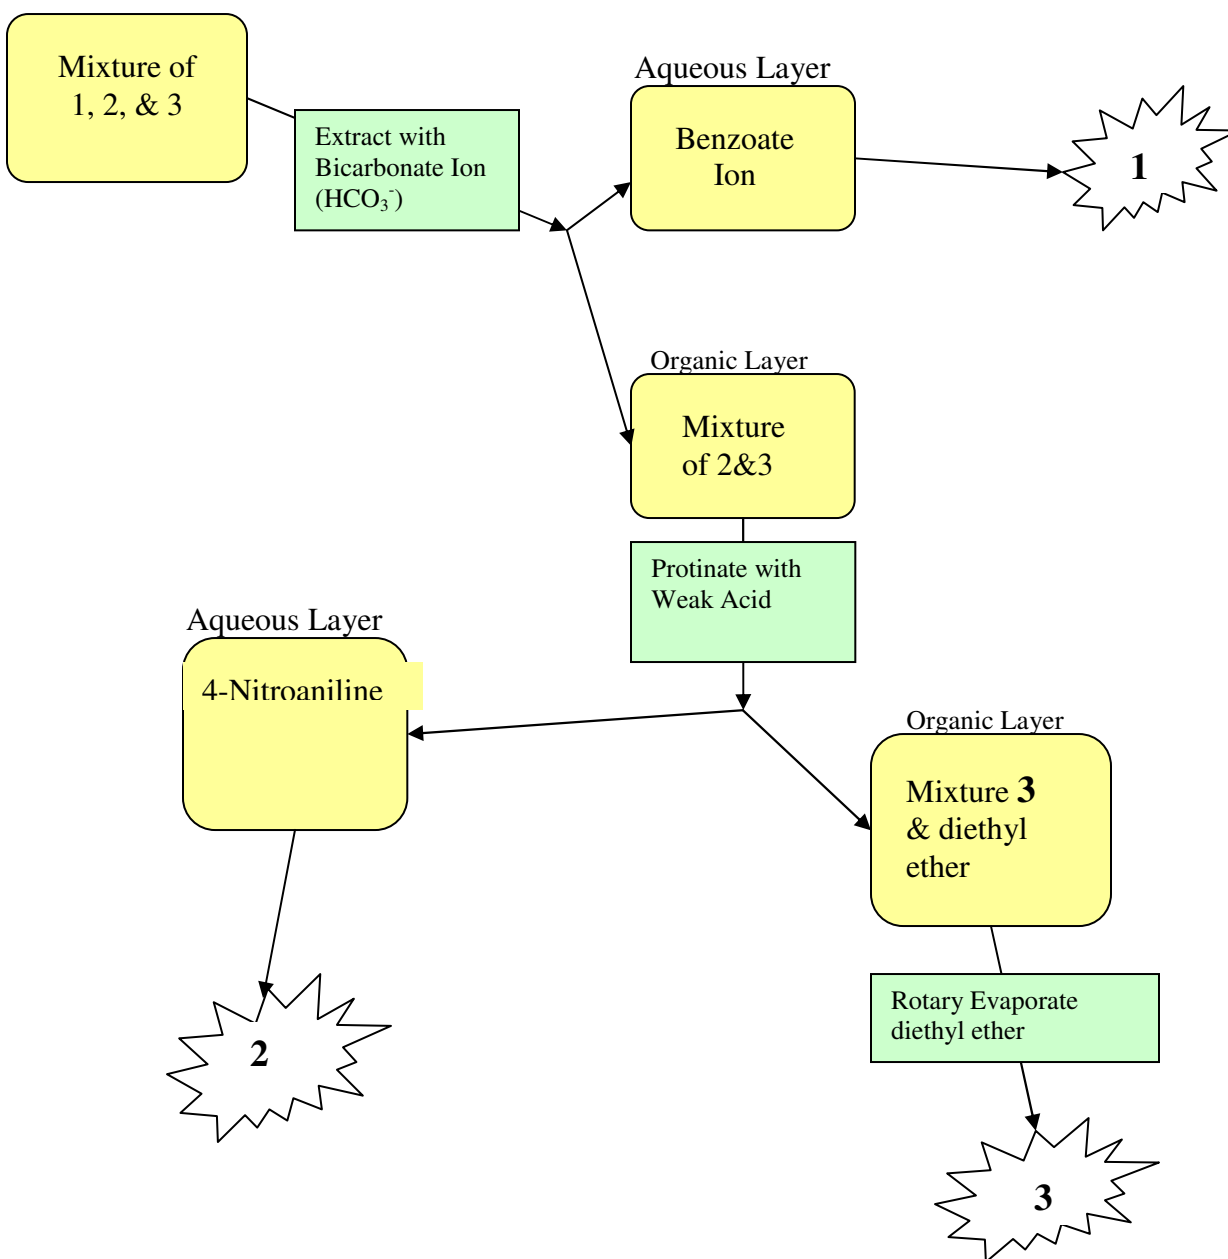 Mixture of
1, 2, & 3
Extract with
Bicarbonate Ion
(HCO₃⁻)
Aqueous Layer
Benzoate
Ion
1
Organic Layer
Mixture
of 2&3
Protinate with
Weak Acid
Aqueous Layer
4-Nitroaniline
Organic Layer
Mixture 3
& diethyl
ether
2
Rotary Evaporate
diethyl ether
3